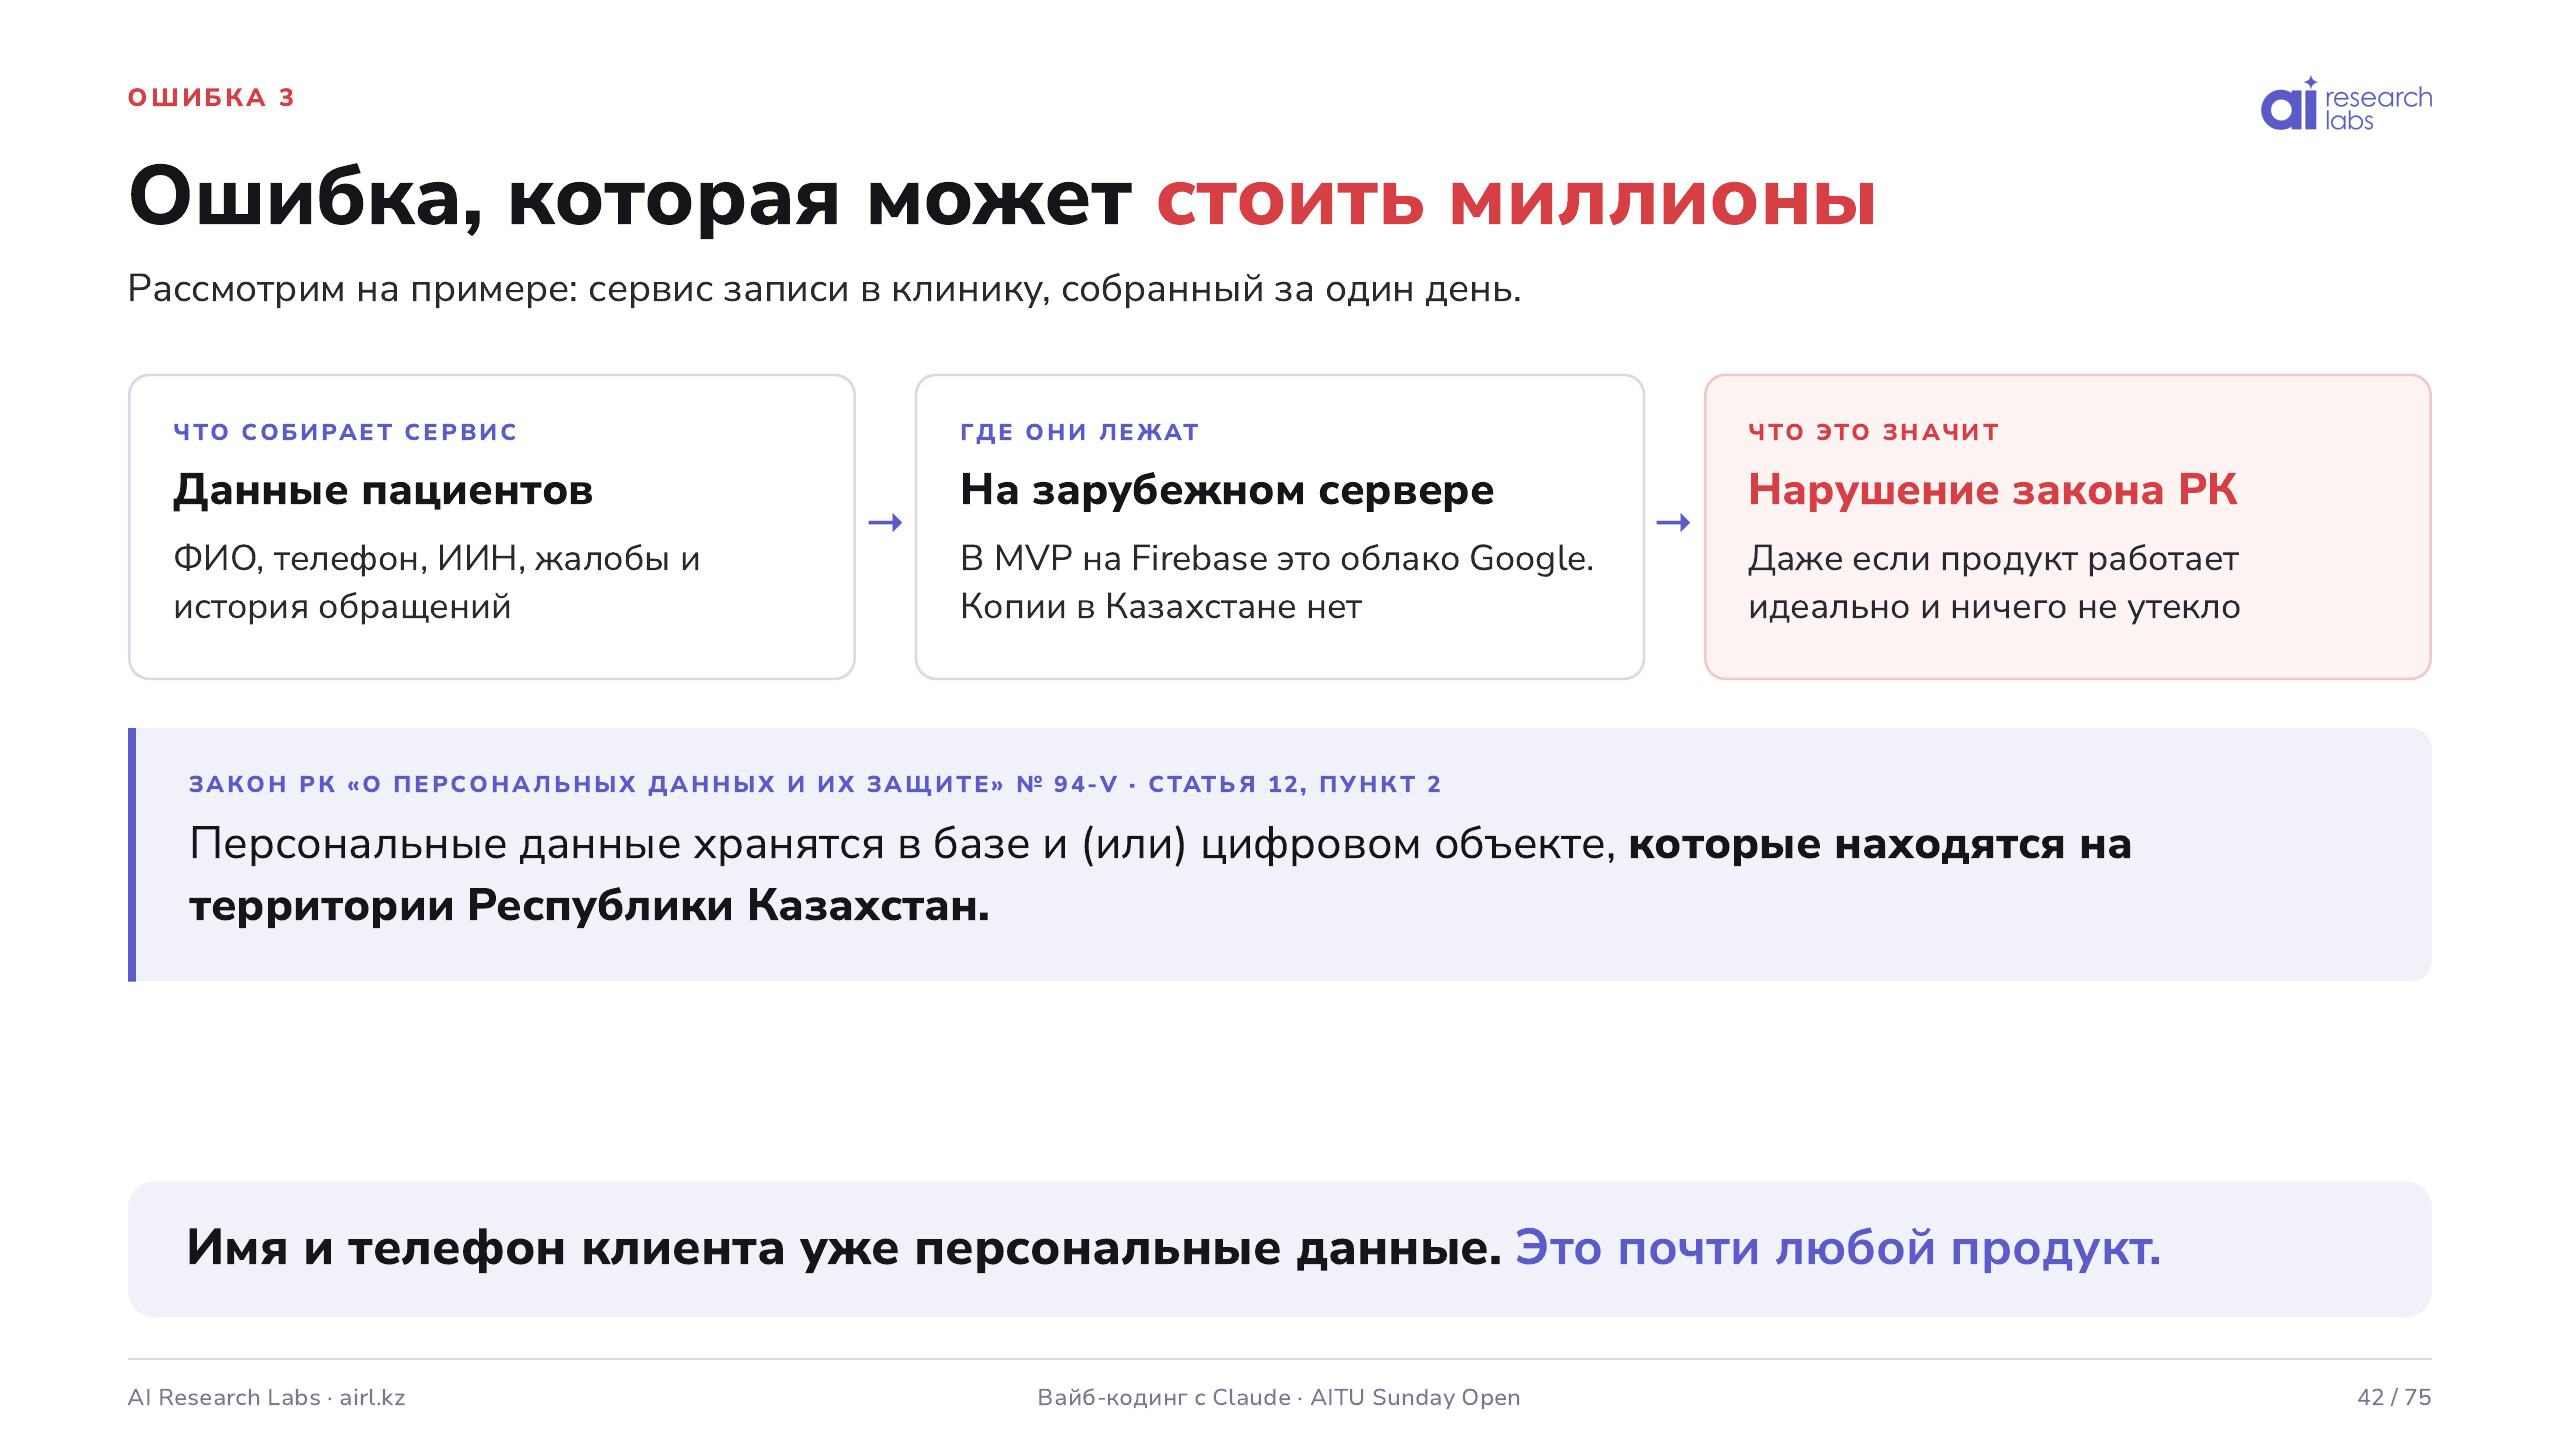 ОШИБКА 3
ai research labs
Ошибка, которая может стоить миллионы
Рассмотрим на примере: сервис записи в клинику, собранный за один день.
ЧТО СОБИРАЕТ СЕРВИС
Данные пациентов
ФИО, телефон, ИИН, жалобы и
история обращений
→
ГДЕ ОНИ ЛЕЖАТ
На зарубежном сервере
В MVP на Firebase это облако Google.
Копии в Казахстане нет
→
ЧТО ЭТО ЗНАЧИТ
Нарушение закона РК
Даже если продукт работает
идеально и ничего не утекло
ЗАКОН РК «О ПЕРСОНАЛЬНЫХ ДАННЫХ И ИХ ЗАЩИТЕ» № 94-V · СТАТЬЯ 12, ПУНКТ 2
Персональные данные хранятся в базе и (или) цифровом объекте, которые находятся на
территории Республики Казахстан.
Имя и телефон клиента уже персональные данные. Это почти любой продукт.
AI Research Labs · airl.kz
Вайб-кодинг с Claude · AITU Sunday Open
42 / 75